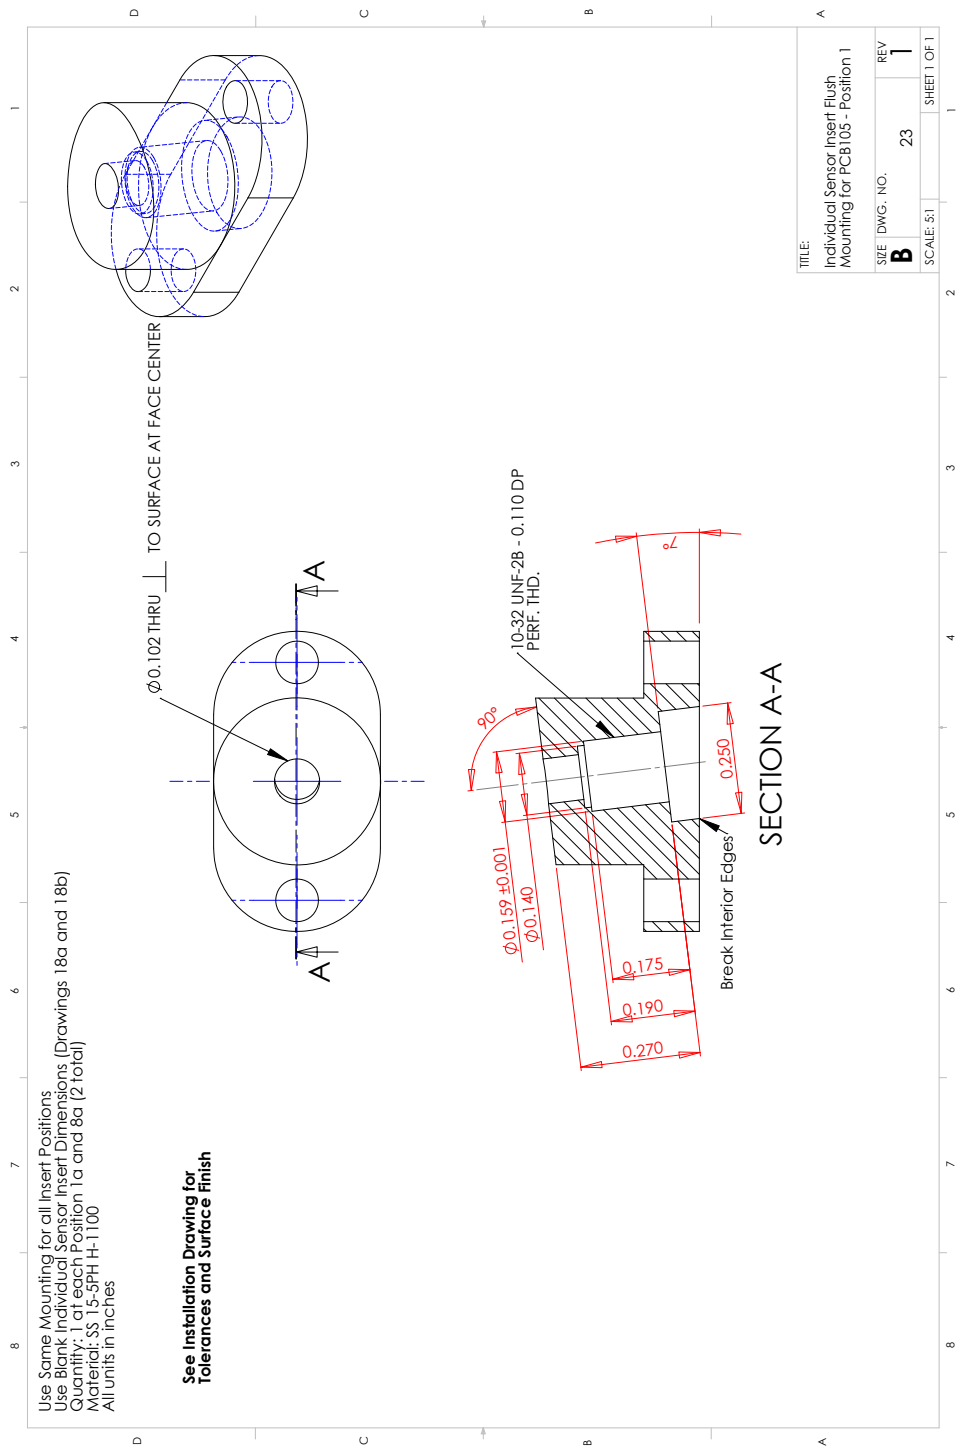 Use Same Mounting for all Insert Positions
Use Blank Individual Sensor Insert Dimensions (Drawings 18a and 18b)
Quantity: 1 at each Position 1a and 8a (2 total)
Material: SS 15-5PH H-1100
All units in inches
See Installation Drawing for
Tolerances and Surface Finish
Ø0.102 THRU ⊥ TO SURFACE AT FACE CENTER
A
A
10-32 UNF-2B - 0.110 DP
PERF. THD.
90°
Ø0.159 ±0.001
Ø0.140
0.175
0.190
0.270
0.250
7°
Break Interior Edges
SECTION A-A
TITLE:
Individual Sensor Insert Flush
Mounting for PCB105 - Position 1
SIZE
B
DWG. NO.
23
REV
1
SCALE: 5:1
SHEET 1 OF 1
8
7
6
5
4
3
2
1
8
7
6
5
4
3
2
1
D
C
B
A
D
C
B
A